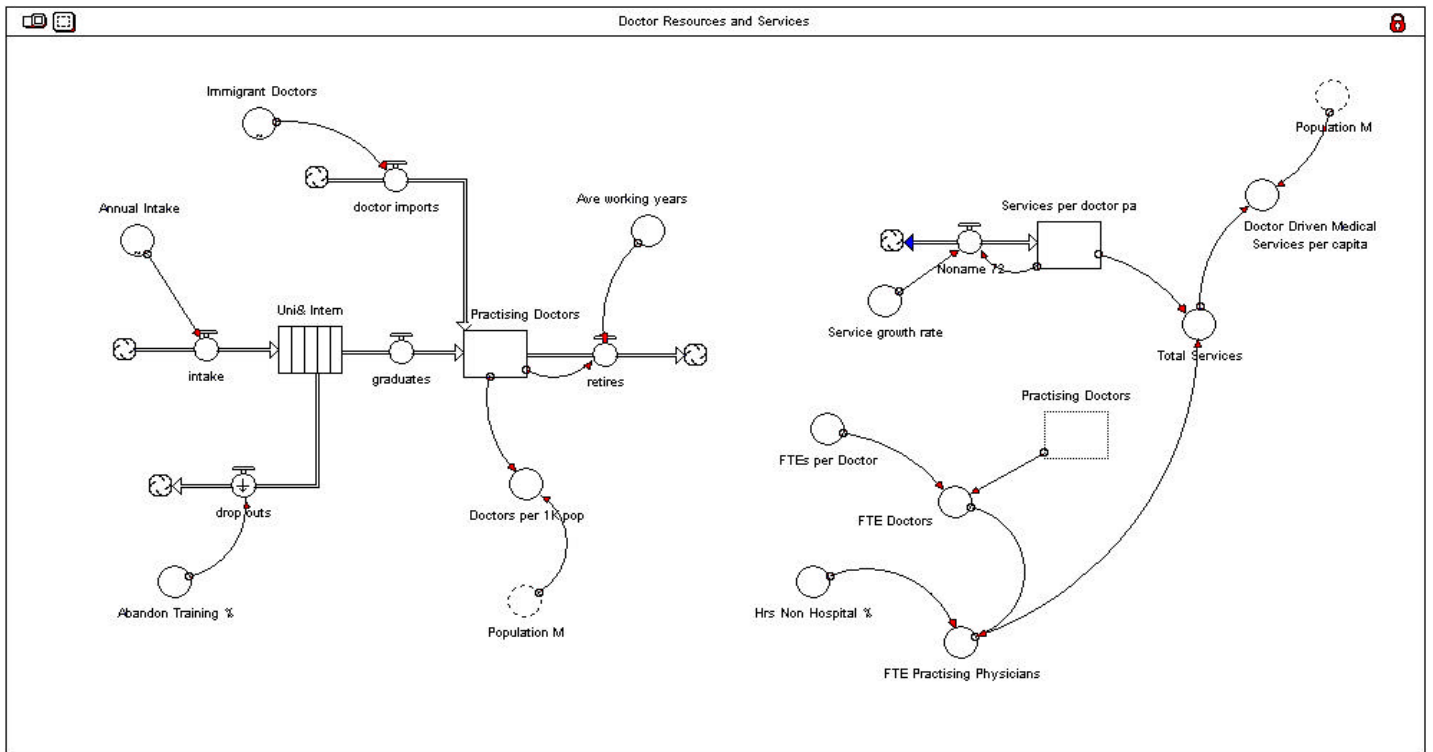 Doctor Resources and Services
Immigrant Doctors
Population M
doctor imports
Annual Intake
Ave working years
Services per doctor pa
Doctor Driven Medical
Services per capita
Noname 72
Uni& Intern
Practising Doctors
Service growth rate
Total Services
intake
graduates
retires
Practising Doctors
FTEs per Doctor
drop outs
Doctors per 1K pop
FTE Doctors
Abandon Training %
Hrs Non Hospital %
Population M
FTE Practising Physicians